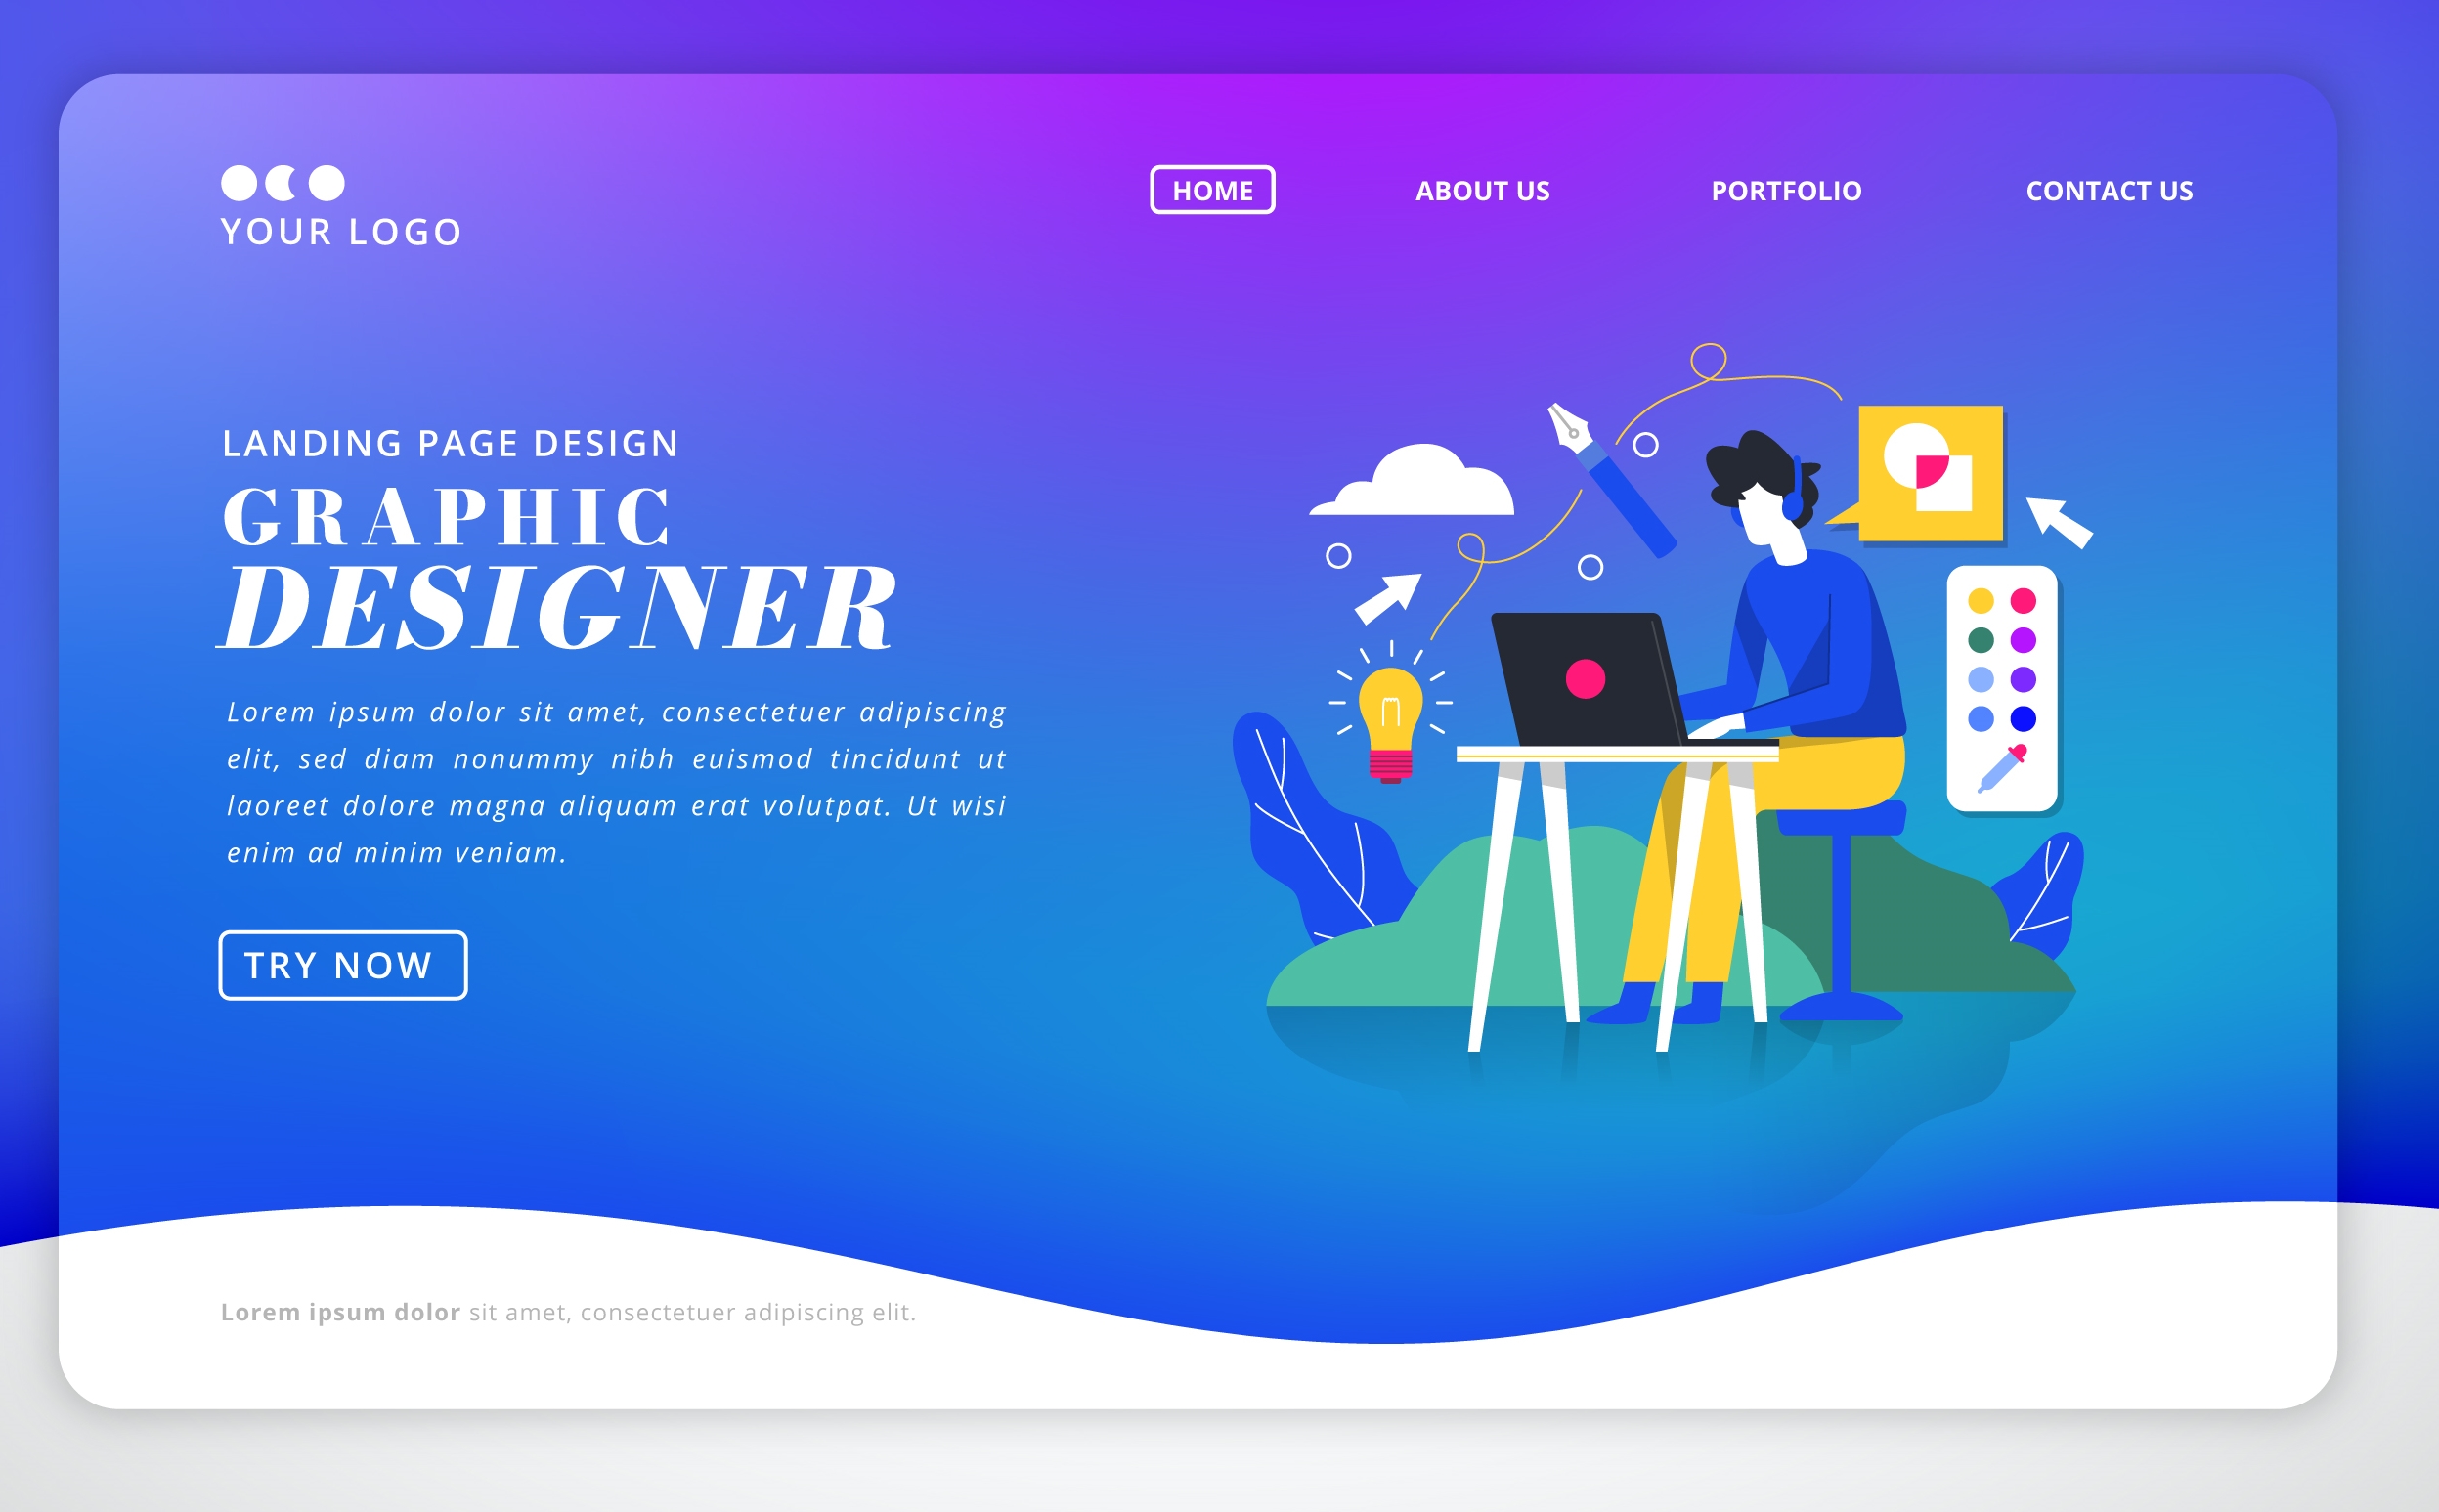 YOUR LOGO
HOME ABOUT US PORTFOLIO CONTACT US
LANDING PAGE DESIGN
GRAPHIC
DESIGNER
Lorem ipsum dolor sit amet, consectetuer adipiscing
elit, sed diam nonummy nibh euismod tincidunt ut
laoreet dolore magna aliquam erat volutpat. Ut wisi
enim ad minim veniam.
TRY NOW
Lorem ipsum dolor sit amet, consectetuer adipiscing elit.